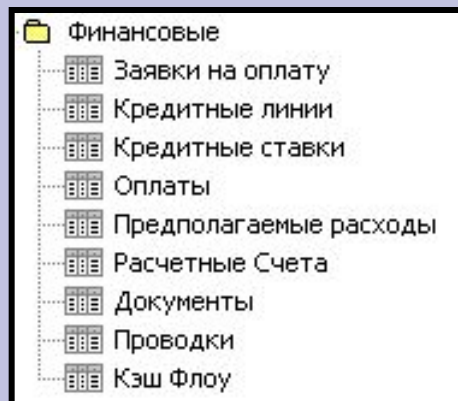 Финансовые
Заявки на оплату
Кредитные линии
Кредитные ставки
Оплаты
Предполагаемые расходы
Расчетные Счета
Документы
Проводки
Кэш Флоу